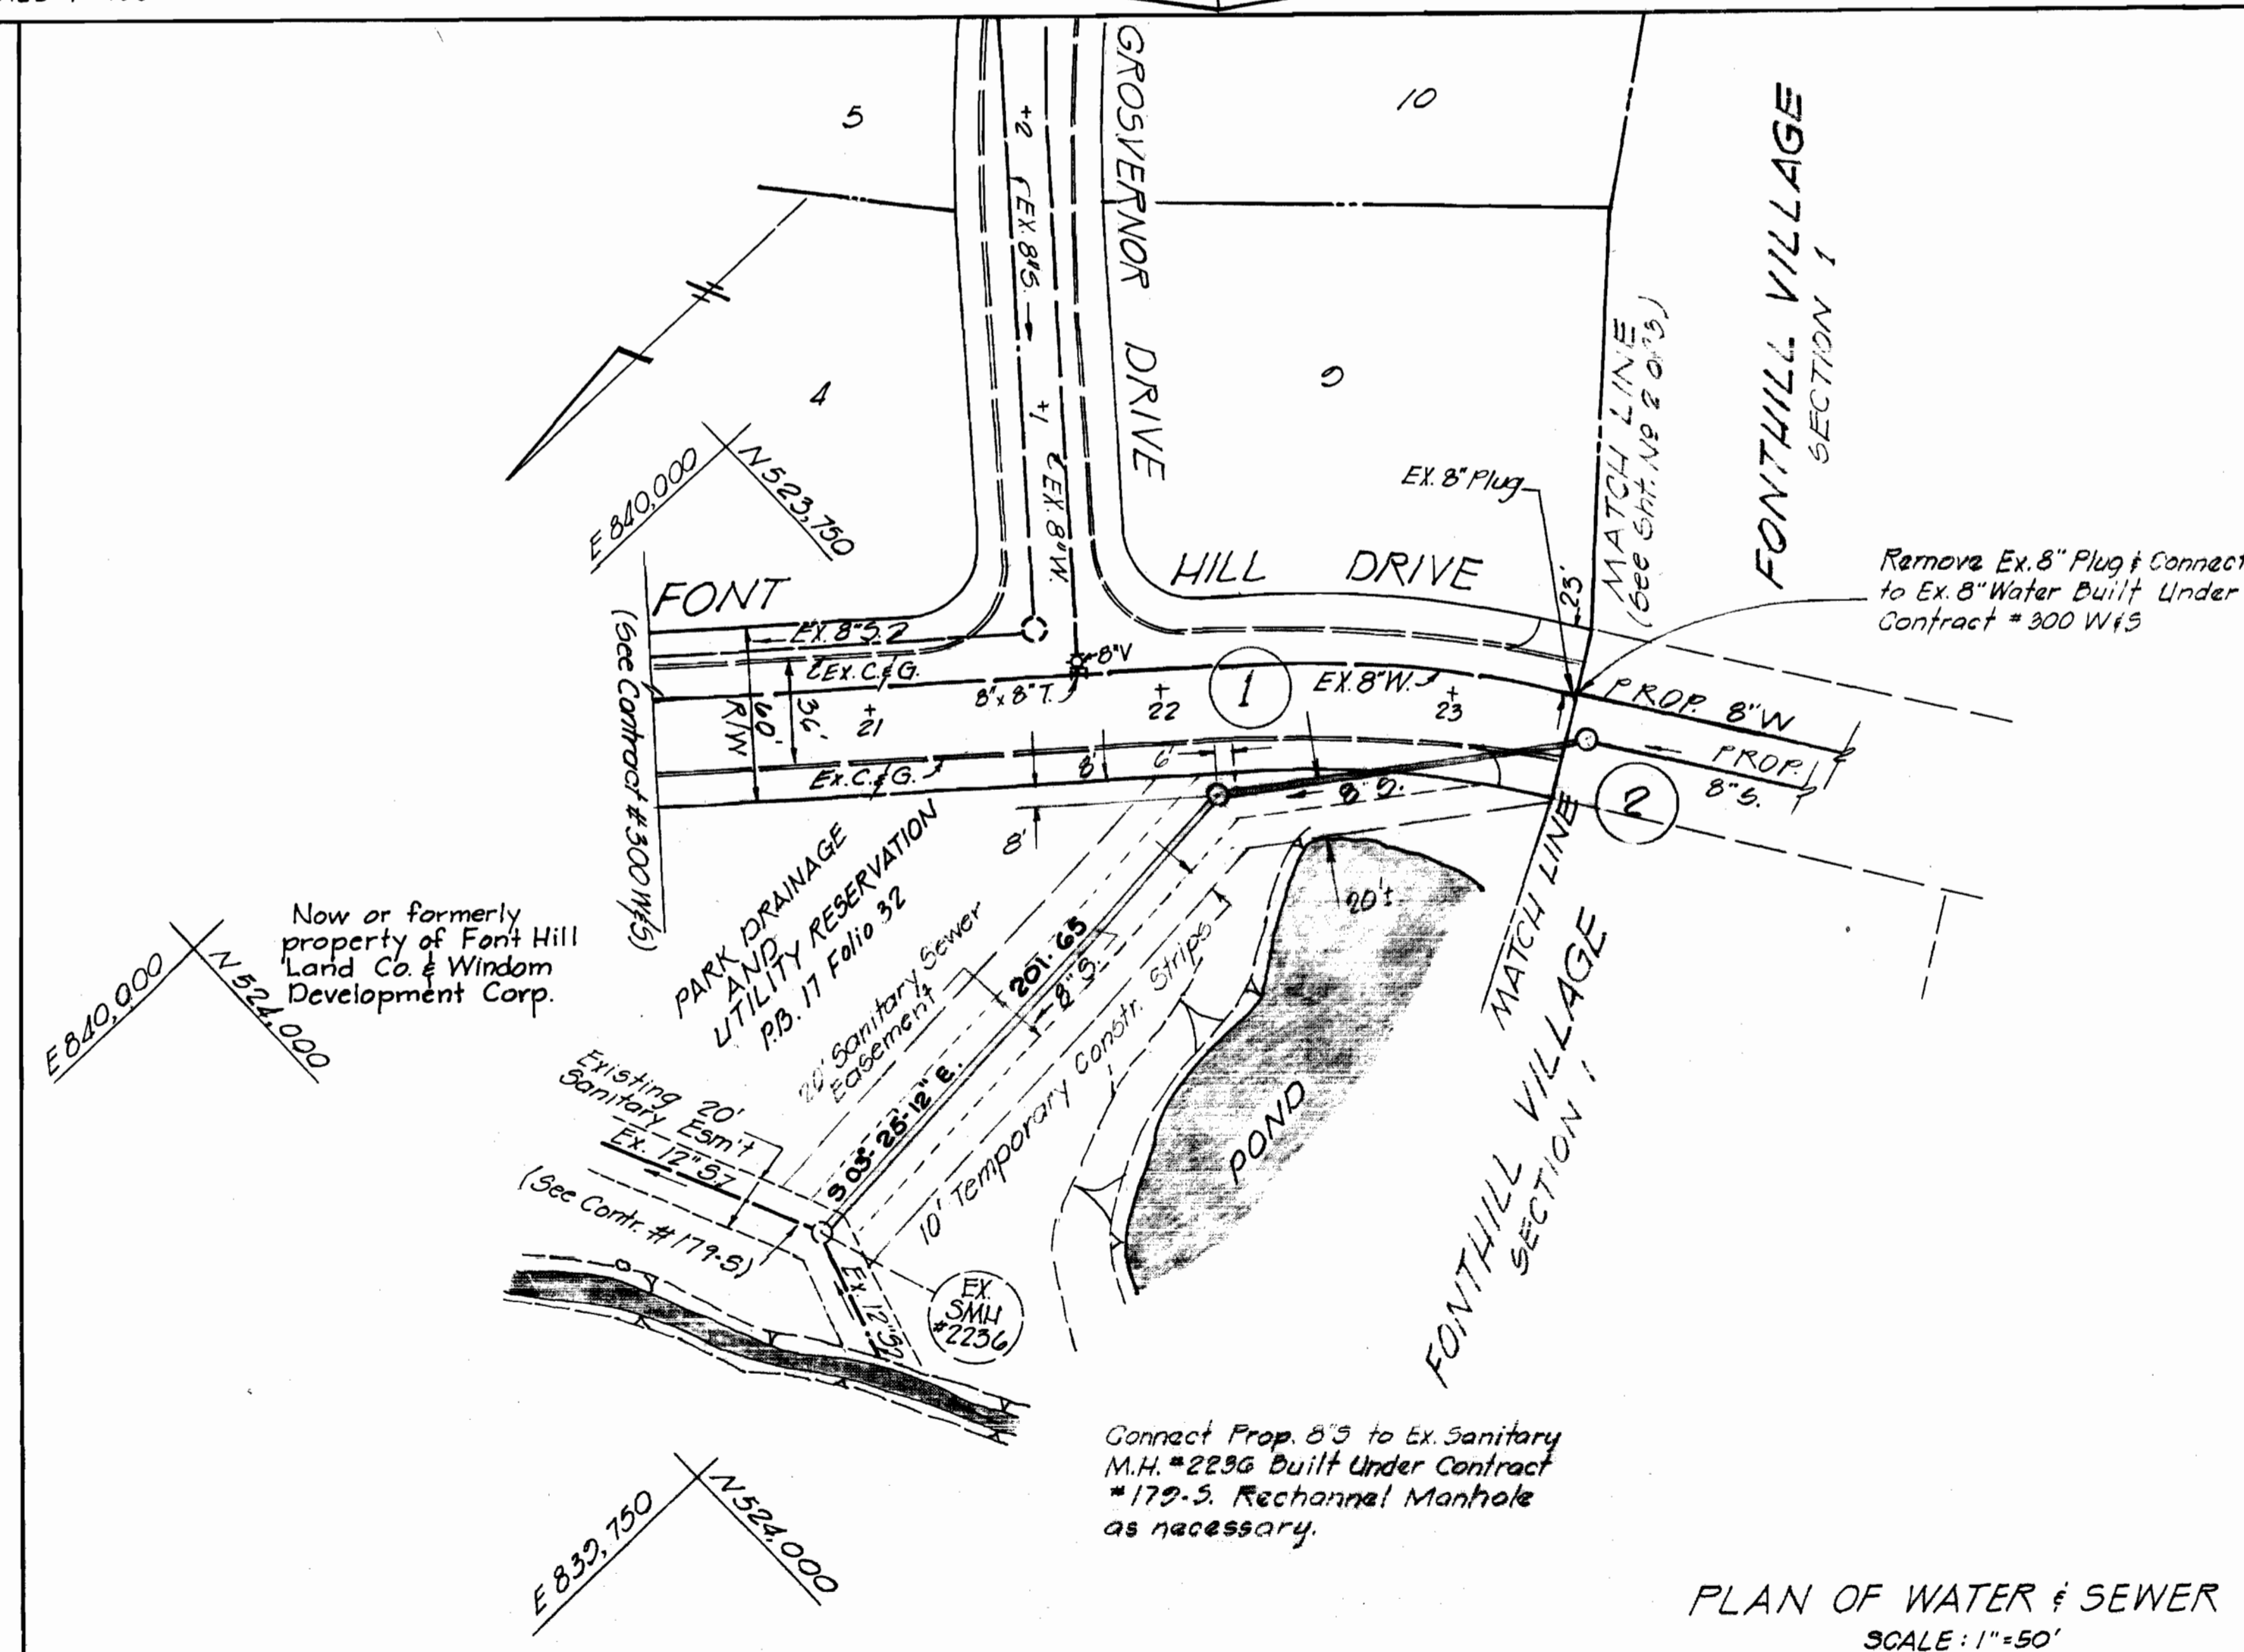 5
10
GROSVERNOR DRIVE
+2
EX. 8"S.
+1
EX. 8"W.
4
9
MATCH LINE
(See Sht. No 2 of 3)
FONTHILL VILLAGE
SECTION 1
E 840,000
N 523,750
EX. 8" Plug
23'
Remove Ex. 8" Plug & Connect
to Ex. 8" Water Built Under
Contract #300 W&S
FONT HILL DRIVE
EX. 8"S.
EX. C.& G.
8"V
8"x 8" T.
1
EX. 8"W.
+
21
+
22
+
23
R/W
60'
36'
EX. C.& G.
(See Contract #300 W&S)
8'
6'
8'
8" S.
PROP. 8"W
PROP.
8"S.
2
MATCH LINE
FONTHILL VILLAGE
SECTION 1
20'±
POND
PARK DRAINAGE
AND
UTILITY RESERVATION
P.B. 17 Folio 32
20' Sanitary Sewer
Easement
201.65
8" S.
S 03°-25'-12" E.
10' Temporary Constr. Strips
Now or formerly
property of Font Hill
Land Co. & Windom
Development Corp.
E 840,000
N 524,000
Existing 20'
Sanitary Esm't
Ex. 12"S.
(See Contr. #179-S)
Ex. 12"S
EX.
SMH
#2236
Connect Prop. 8"S to Ex. Sanitary
M.H. #2236 Built Under Contract
#179-S. Rechannel Manhole
as necessary.
E 839,750
N 524,000
PLAN OF WATER & SEWER
SCALE: 1"=50'